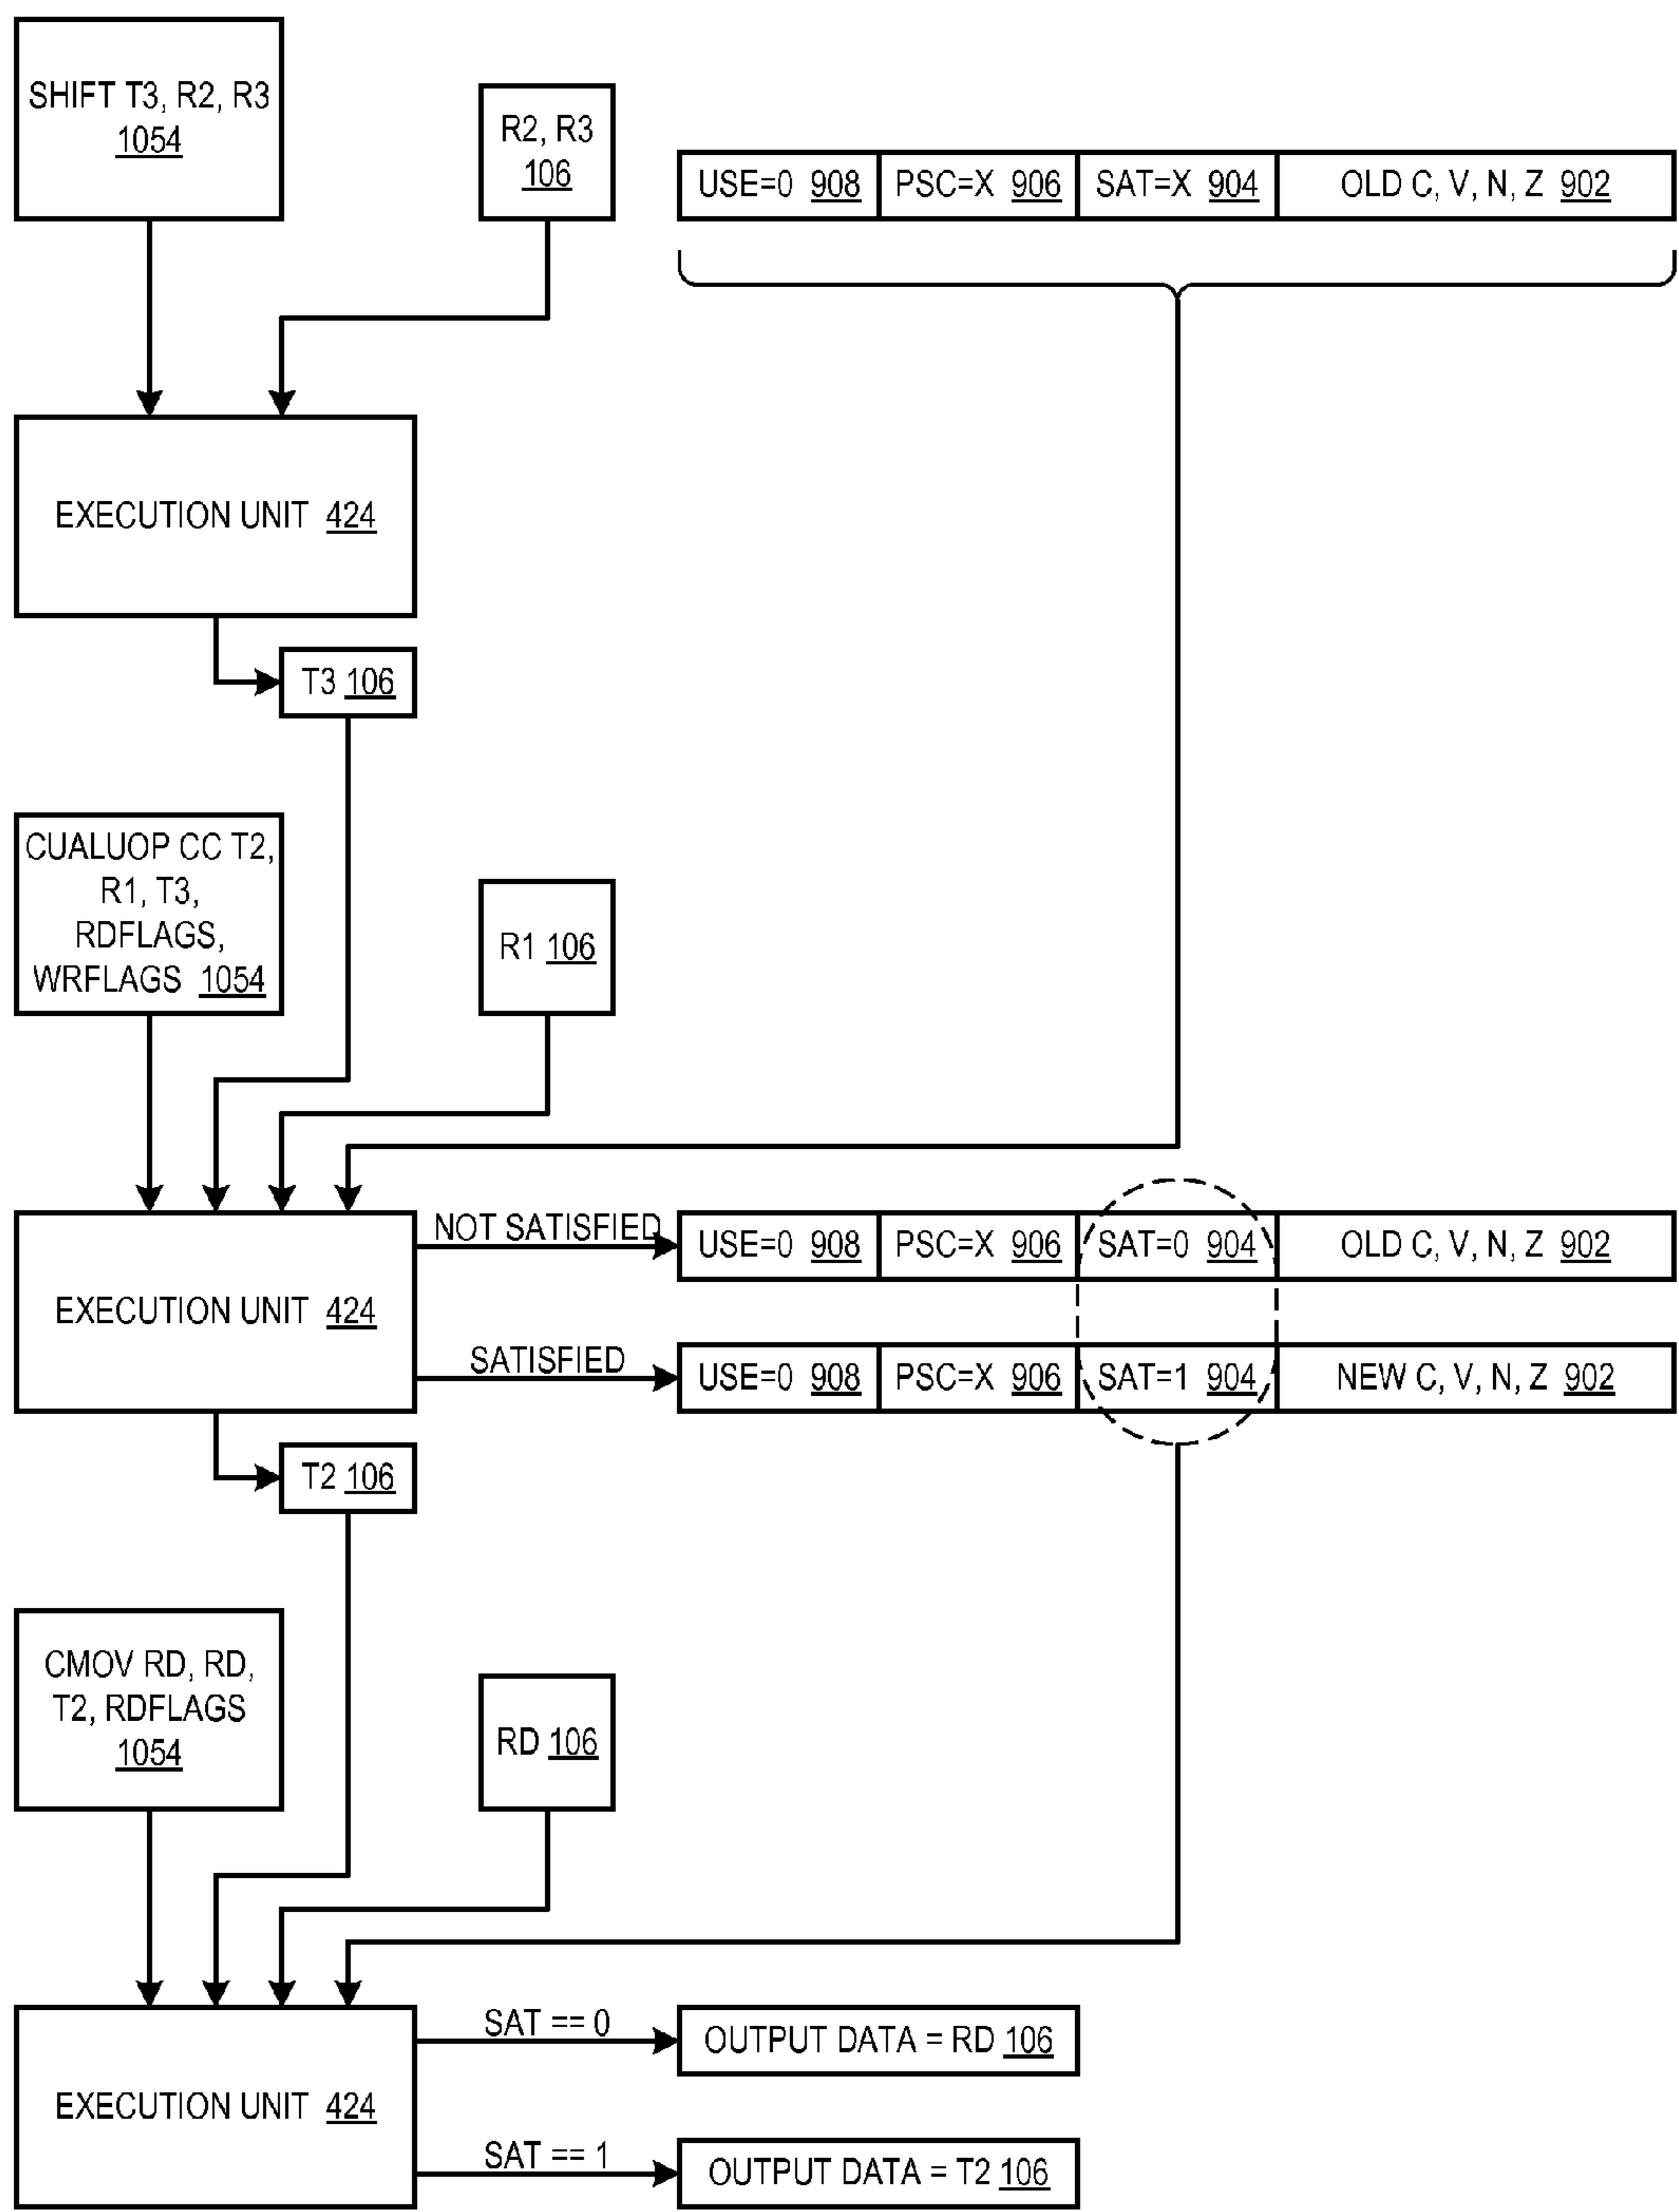 SHIFT T3, R2, R3
1054
R2, R3
106
USE=0 908 PSC=X 906 SAT=X 904 OLD C, V, N, Z 902
EXECUTION UNIT 424
T3 106
CUALUOP CC T2,
R1, T3,
RDFLAGS,
WRFLAGS 1054
R1 106
NOT SATISFIED
USE=0 908 PSC=X 906 SAT=0 904 OLD C, V, N, Z 902
EXECUTION UNIT 424
SATISFIED
USE=0 908 PSC=X 906 SAT=1 904 NEW C, V, N, Z 902
T2 106
CMOV RD, RD,
T2, RDFLAGS
1054
RD 106
SAT == 0
OUTPUT DATA = RD 106
EXECUTION UNIT 424
SAT == 1
OUTPUT DATA = T2 106